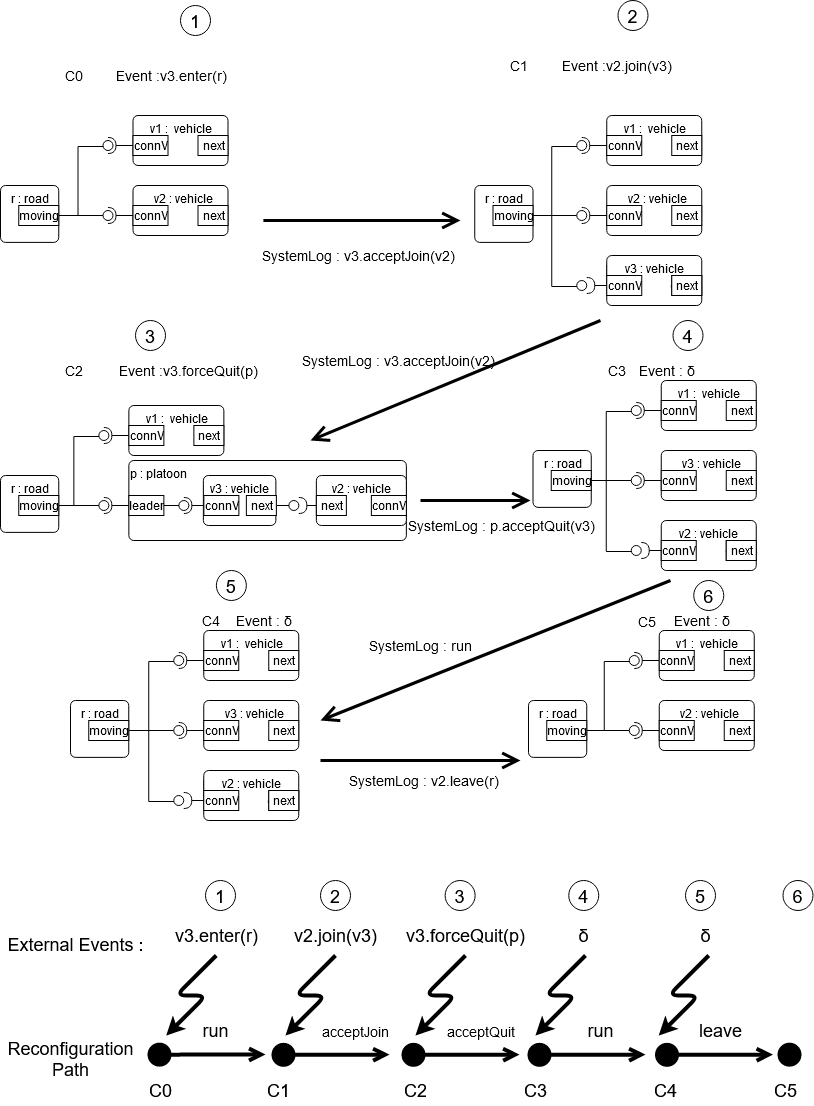 1
2
C0 Event :v3.enter(r)
C1 Event :v2.join(v3)
v1 : vehicle
connV next
v2 : vehicle
connV next
r : road
moving
SystemLog : v3.acceptJoin(v2)
v1 : vehicle
connV next
r : road
moving
v2 : vehicle
connV next
v3 : vehicle
connV next
3
4
C2 Event :v3.forceQuit(p)
SystemLog : v3.acceptJoin(v2)
C3 Event : δ
v1 : vehicle
connV next
p : platoon
r : road
moving
leader
v3 : vehicle
connV next
v2 : vehicle
next connV
SystemLog : p.acceptQuit(v3)
v1 : vehicle
connV next
r : road
moving
v3 : vehicle
connV next
v2 : vehicle
connV next
5
6
C4 Event : δ
SystemLog : run
C5 Event : δ
v1 : vehicle
connV next
r : road
moving
v3 : vehicle
connV next
v2 : vehicle
connV next
SystemLog : v2.leave(r)
v1 : vehicle
connV next
r : road
moving
v2 : vehicle
connV next
1 2 3 4 5 6
External Events : v3.enter(r) v2.join(v3) v3.forceQuit(p) δ δ
run acceptJoin acceptQuit run leave
Reconfiguration
Path
C0 C1 C2 C3 C4 C5